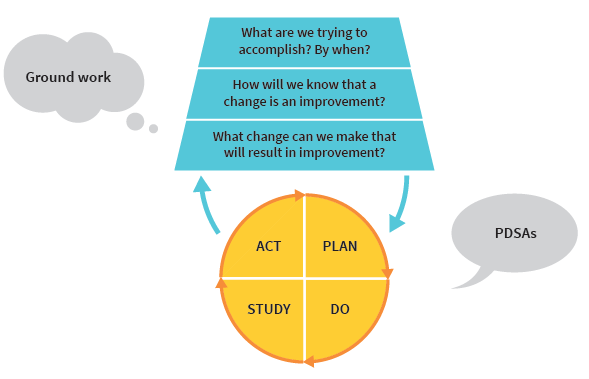 What are we trying to
accomplish? By when?
Ground work
How will we know that a
change is an improvement?
What change can we make that
will result in improvement?
ACT
PLAN
PDSAs
STUDY
DO